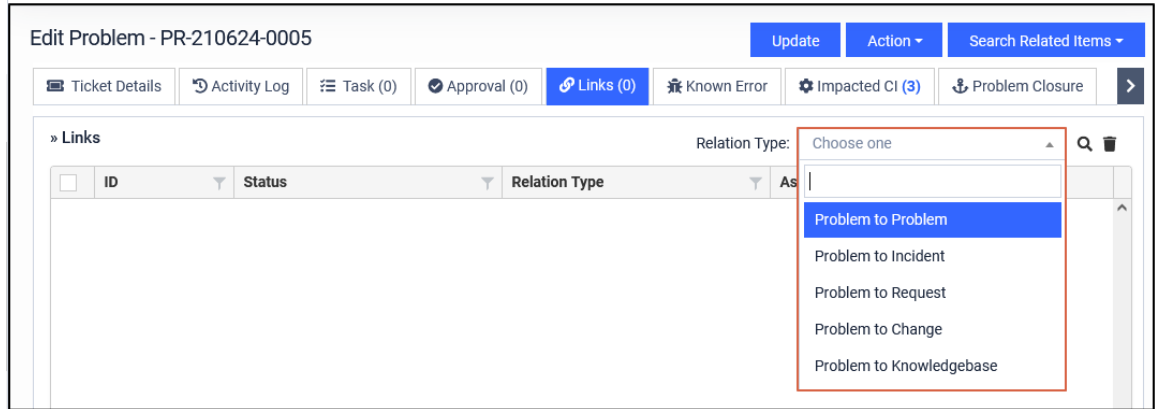 Edit Problem - PR-210624-0005
Update
Action
Search Related Items
Ticket Details
Activity Log
Task (0)
Approval (0)
Links (0)
Known Error
Impacted CI (3)
Problem Closure
» Links
Relation Type:
Choose one
ID
Status
Relation Type
As
Problem to Problem
Problem to Incident
Problem to Request
Problem to Change
Problem to Knowledgebase